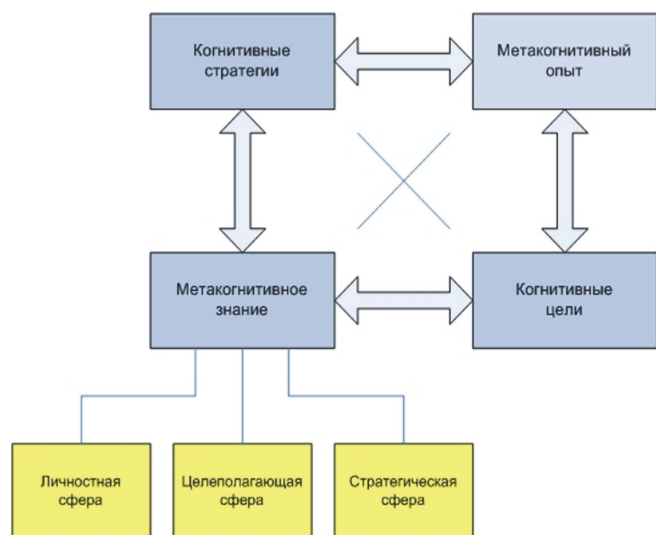 Когнитивные
стратегии
Метакогнитивный
опыт
Метакогнитивное
знание
Когнитивные
цели
Личностная
сфера
Целеполагающая
сфера
Стратегическая
сфера